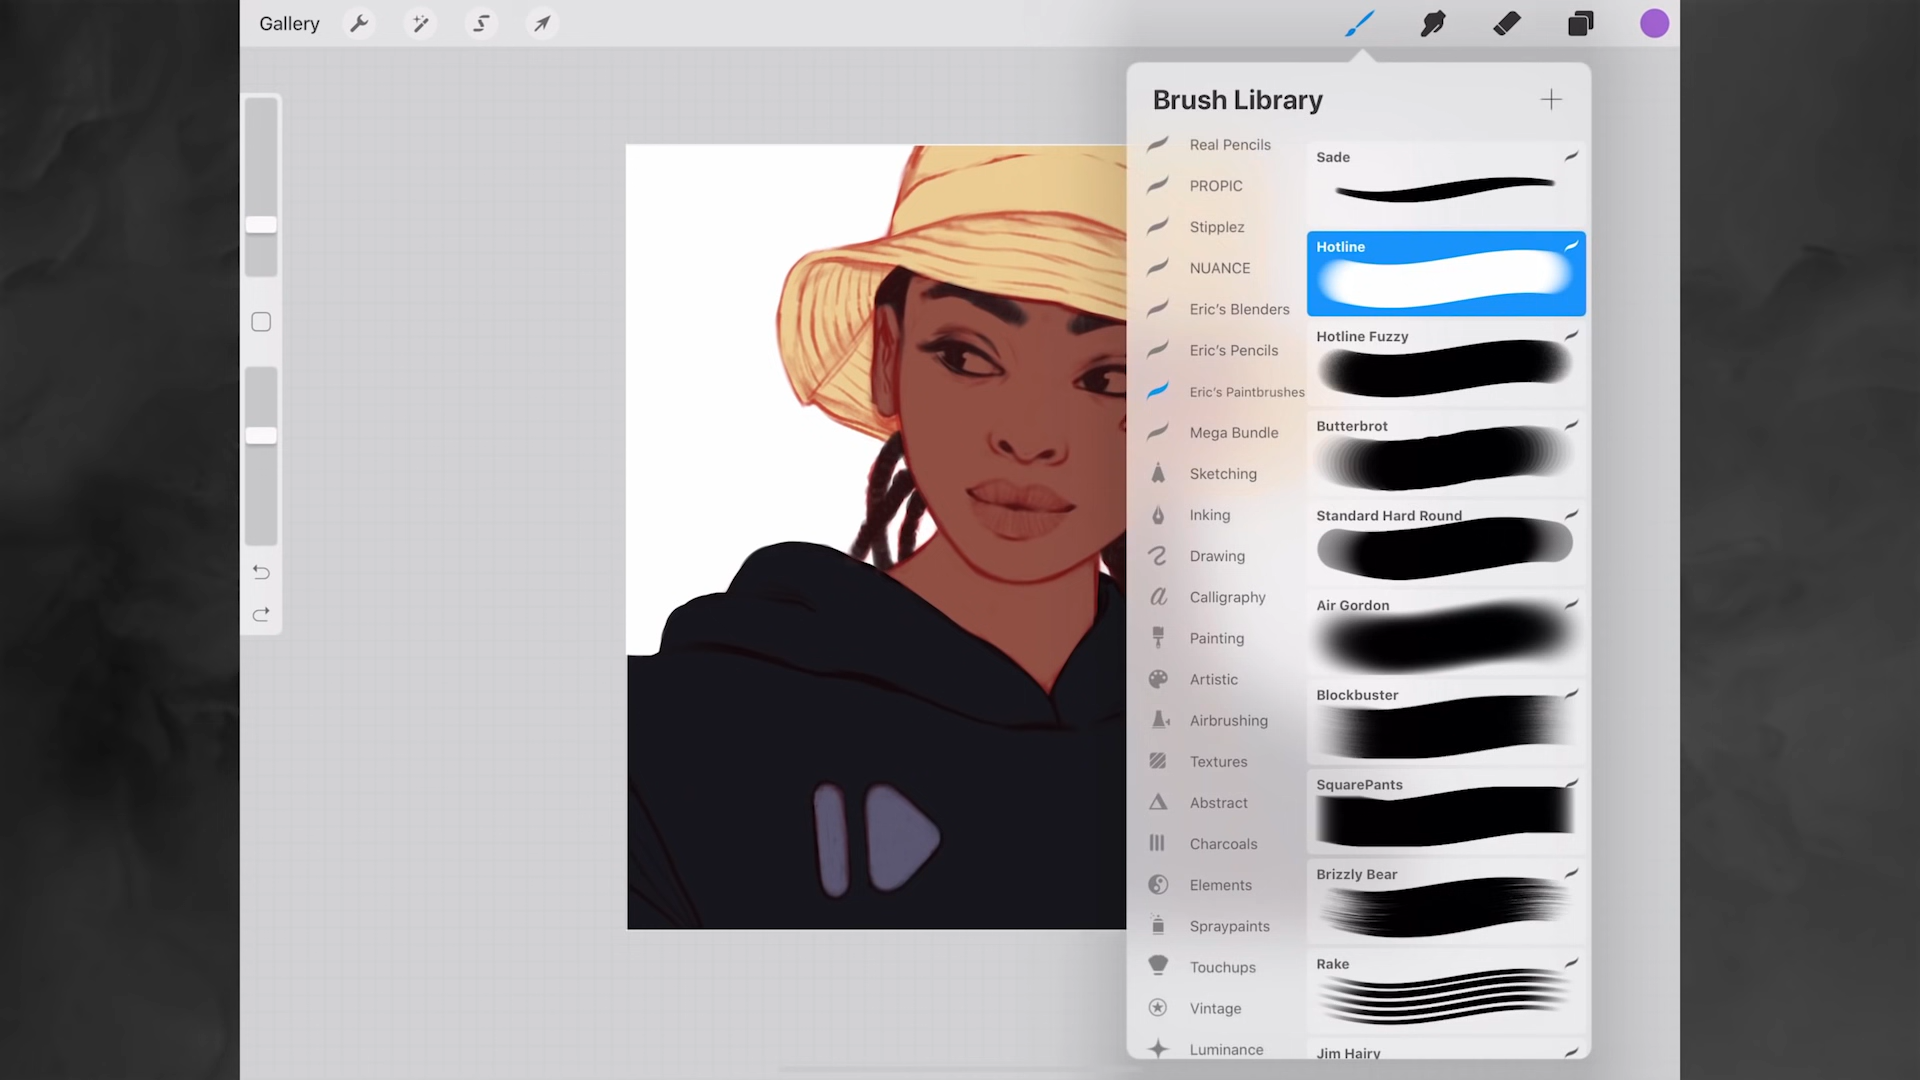 Gallery
Brush Library
Real Pencils
PROPIC
Stipplez
NUANCE
Eric's Blenders
Eric's Pencils
Eric's Paintbrushes
Mega Bundle
Sketching
Inking
Drawing
Calligraphy
Painting
Artistic
Airbrushing
Textures
Abstract
Charcoals
Elements
Spraypaints
Touchups
Vintage
Luminance
Sade
Hotline
Hotline Fuzzy
Butterbrot
Standard Hard Round
Air Gordon
Blockbuster
SquarePants
Brizzly Bear
Rake
Jim Hairy